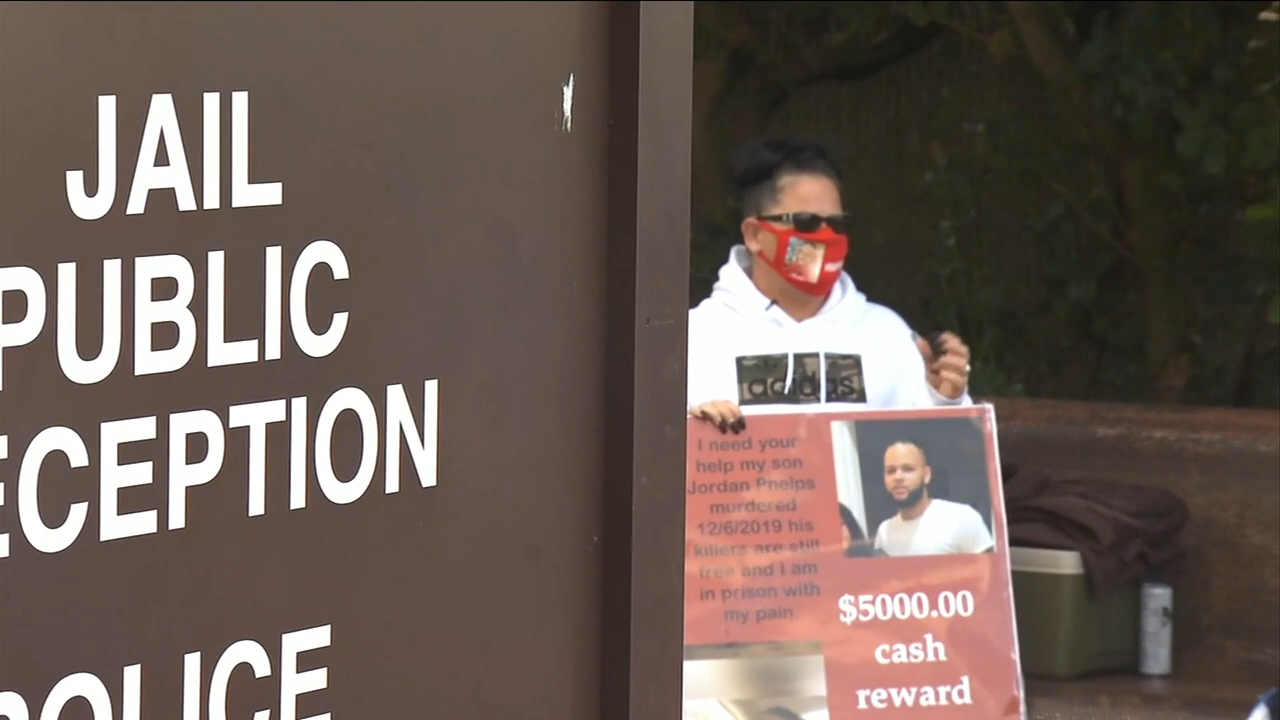 JAIL
PUBLIC
ECEPTION
POLICE
adidas
I need your
help my son
Jordan Phelps
murdered
12/6/2019 his
killers are still
free and I am
in prison with
my pain.
$5000.00
cash
reward